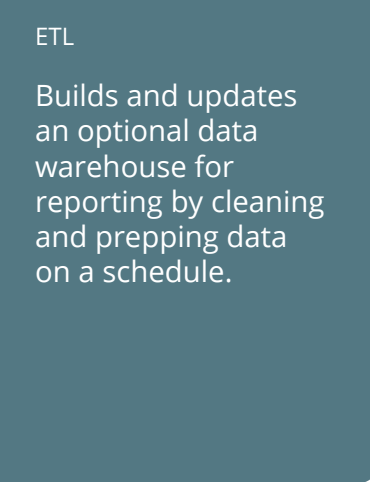 ETL
Builds and updates
an optional data
warehouse for
reporting by cleaning
and prepping data
on a schedule.